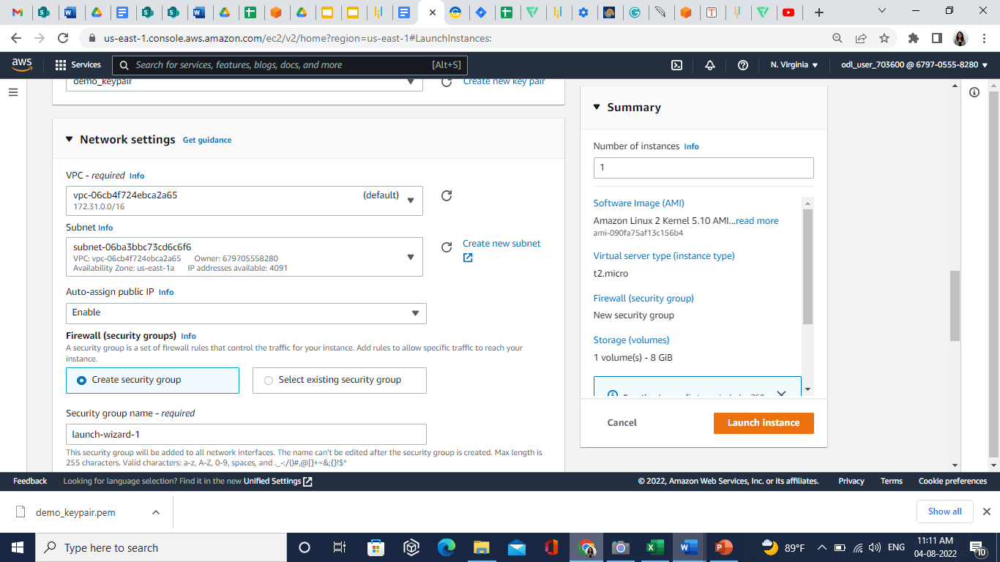 us-east-1.console.aws.amazon.com/ec2/v2/home?region=us-east-1#LaunchInstances:
aws
Services
Search for services, features, blogs, docs, and more
[Alt+S]
N. Virginia
odl_user_703600 @ 6797-0555-8280
demo_keypair
Create new key pair
Network settings Get guidance
VPC - required Info
vpc-06cb4f724ebca2a65 (default)
172.31.0.0/16
Subnet Info
subnet-06ba3bbc73cd6c6f6
VPC: vpc-06cb4f724ebca2a65 Owner: 679705558280
Availability Zone: us-east-1a IP addresses available: 4091
Create new subnet
Auto-assign public IP Info
Enable
Firewall (security groups) Info
A security group is a set of firewall rules that control the traffic for your instance. Add rules to allow specific traffic to reach your
instance.
Create security group
Select existing security group
Security group name - required
launch-wizard-1
This security group will be added to all network interfaces. The name can't be edited after the security group is created. Max length is
255 characters. Valid characters: a-z, A-Z, 0-9, spaces, and ._-:/()#,@[]+=&;{}!$*
Summary
Number of instances Info
1
Software Image (AMI)
Amazon Linux 2 Kernel 5.10 AMI...read more
ami-090fa75af13c156b4
Virtual server type (instance type)
t2.micro
Firewall (security group)
New security group
Storage (volumes)
1 volume(s) - 8 GiB
Cancel
Launch instance
Feedback
Looking for language selection? Find it in the new Unified Settings
© 2022, Amazon Web Services, Inc. or its affiliates.
Privacy
Terms
Cookie preferences
demo_keypair.pem
Show all
Type here to search
89°F
ENG
11:11 AM
04-08-2022
10